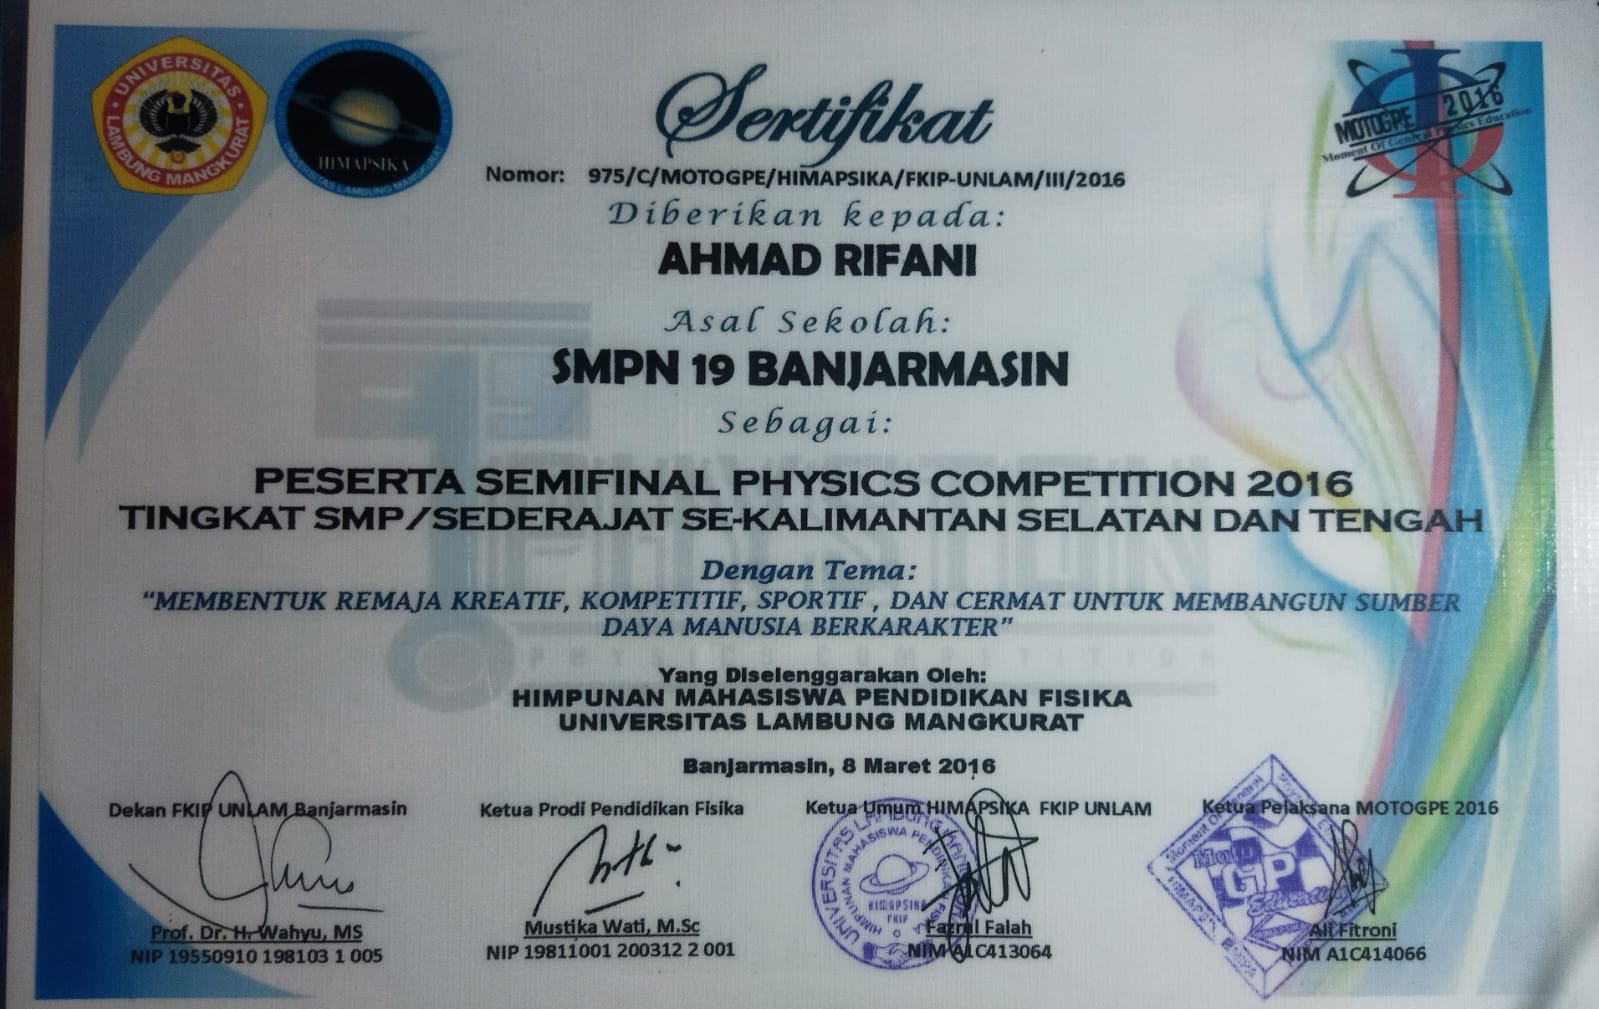 UNIVERSITAS LAMBUNG MANGKURAT
HIMAPSIKA
UNIVERSITAS LAMBUNG MANGKURAT
MOTOGPE 2016
Moment Of General Physics Education
Sertifikat
Nomor: 975/C/MOTOGPE/HIMAPSIKA/FKIP-UNLAM/III/2016
Diberikan kepada:
AHMAD RIFANI
Asal Sekolah:
SMPN 19 BANJARMASIN
Sebagai:
PESERTA SEMIFINAL PHYSICS COMPETITION 2016
TINGKAT SMP/SEDERAJAT SE-KALIMANTAN SELATAN DAN TENGAH
Dengan Tema:
“MEMBENTUK REMAJA KREATIF, KOMPETITIF, SPORTIF , DAN CERMAT UNTUK MEMBANGUN SUMBER
DAYA MANUSIA BERKARAKTER”
PHYSICS COMPETITION
Yang Diselenggarakan Oleh:
HIMPUNAN MAHASISWA PENDIDIKAN FISIKA
UNIVERSITAS LAMBUNG MANGKURAT
Banjarmasin, 8 Maret 2016
Dekan FKIP UNLAM Banjarmasin
Prof. Dr. H. Wahyu, MS
NIP 19550910 198103 1 005
Ketua Prodi Pendidikan Fisika
Mustika Wati, M.Sc
NIP 19811001 200312 2 001
Ketua Umum HIMAPSIKA FKIP UNLAM
UNIVERSITAS LAMBUNG MANGKURAT
HIMPUNAN MAHASISWA PENDIDIKAN FISIKA
HIMAPSIKA
FKIP
Fazrul Falah
NIM A1C413064
Ketua Pelaksana MOTOGPE 2016
Moment Of General
Moto
GP
Education
Ali Fitroni
NIM A1C414066